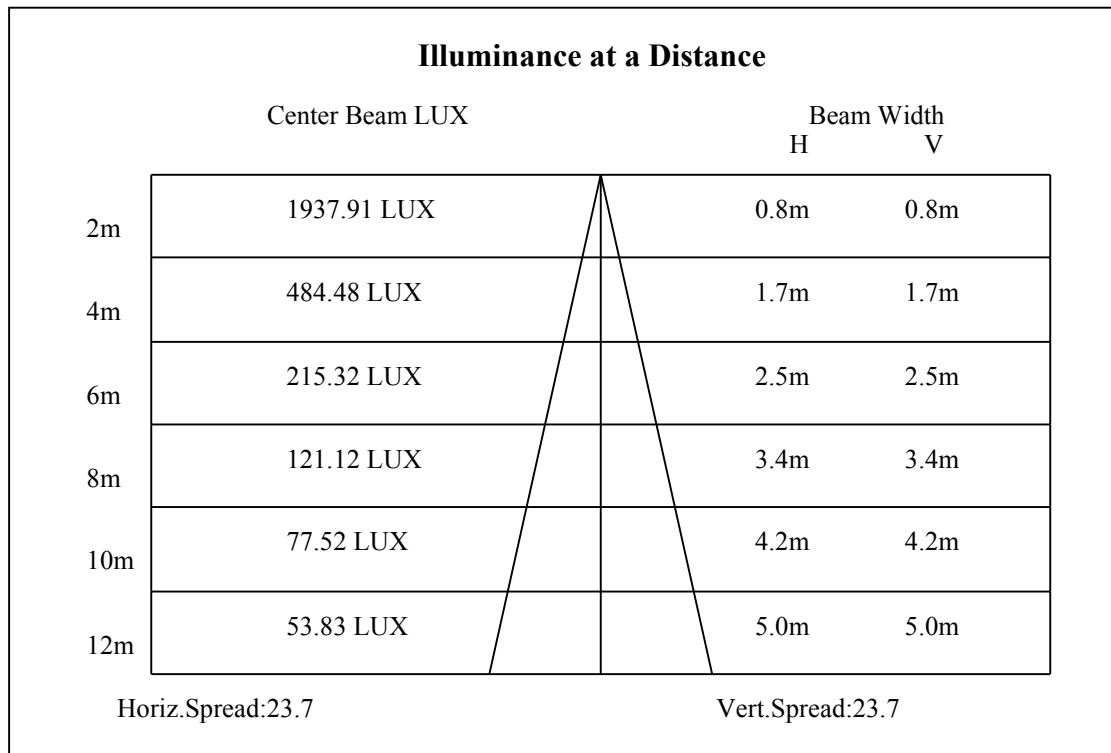 Illuminance at a Distance
Center Beam LUX Beam Width
H V
1937.91 LUX 0.8m 0.8m
2m
484.48 LUX 1.7m 1.7m
4m
215.32 LUX 2.5m 2.5m
6m
121.12 LUX 3.4m 3.4m
8m
77.52 LUX 4.2m 4.2m
10m
53.83 LUX 5.0m 5.0m
12m
Horiz.Spread:23.7 Vert.Spread:23.7